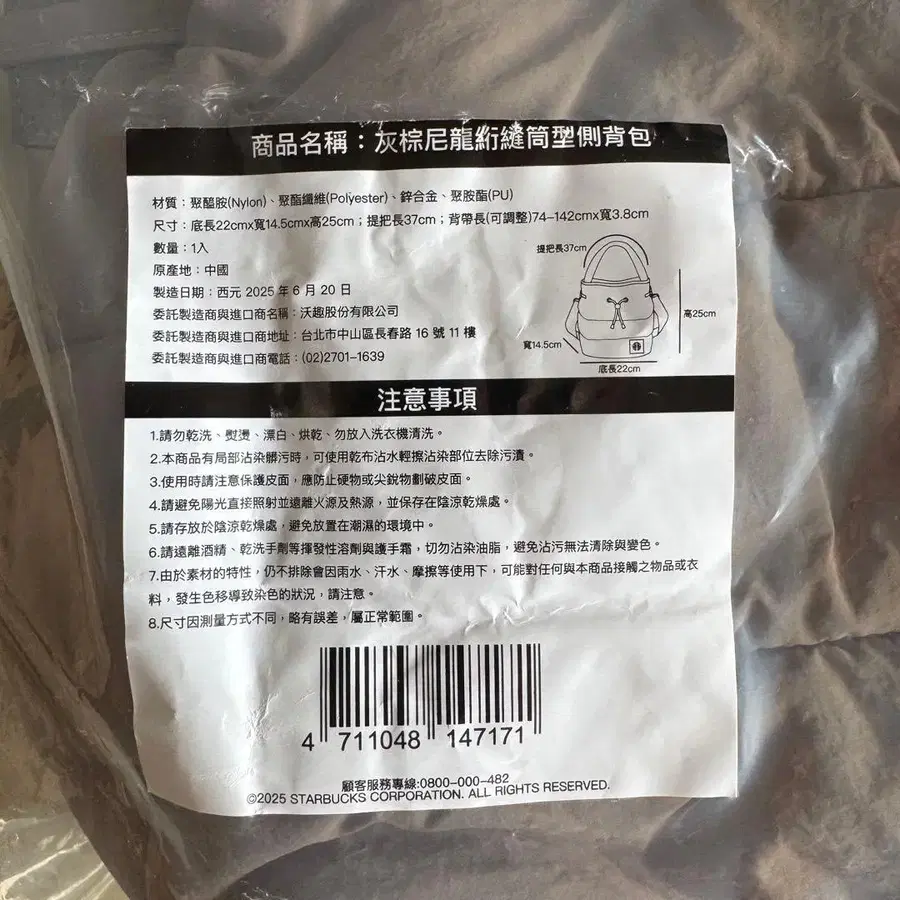 商品名稱：灰棕尼龍絎縫筒型側背包
材質：聚醯胺(Nylon)、聚酯纖維(Polyester)、鋅合金、聚胺酯(PU)
尺寸：底長22cmx寬14.5cmx高25cm；提把長37cm；背帶長(可調整)74-142cmx寬3.8cm
數量：1入
原產地：中國
製造日期：西元 2025 年 6 月 20 日
委託製造商與進口商名稱：沃趣股份有限公司
委託製造商與進口商地址：台北市中山區長春路 16 號 11 樓
委託製造商與進口商電話：(02)2701-1639
提把長37cm
高25cm
寬14.5cm
底長22cm
注意事項
1.請勿乾洗、熨燙、漂白、烘乾、勿放入洗衣機清洗。
2.本商品有局部沾染髒污時，可使用乾布沾水輕擦沾染部位去除污漬。
3.使用時請注意保護皮面，應防止硬物或尖銳物劃破皮面。
4.請避免陽光直接照射並遠離火源及熱源，並保存在陰涼乾燥處。
5.請存放於陰涼乾燥處，避免放置在潮濕的環境中。
6.請遠離酒精、乾洗手劑等揮發性溶劑與護手霜，切勿沾染油脂，避免沾污無法清除與變色。
7.由於素材的特性，仍不排除會因雨水、汗水、摩擦等使用下，可能對任何與本商品接觸之物品或衣
料，發生色移導致染色的狀況，請注意。
8.尺寸因測量方式不同，略有誤差，屬正常範圍。
4 711048 147171
顧客服務專線:0800-000-482
©2025 STARBUCKS CORPORATION. ALL RIGHTS RESERVED.